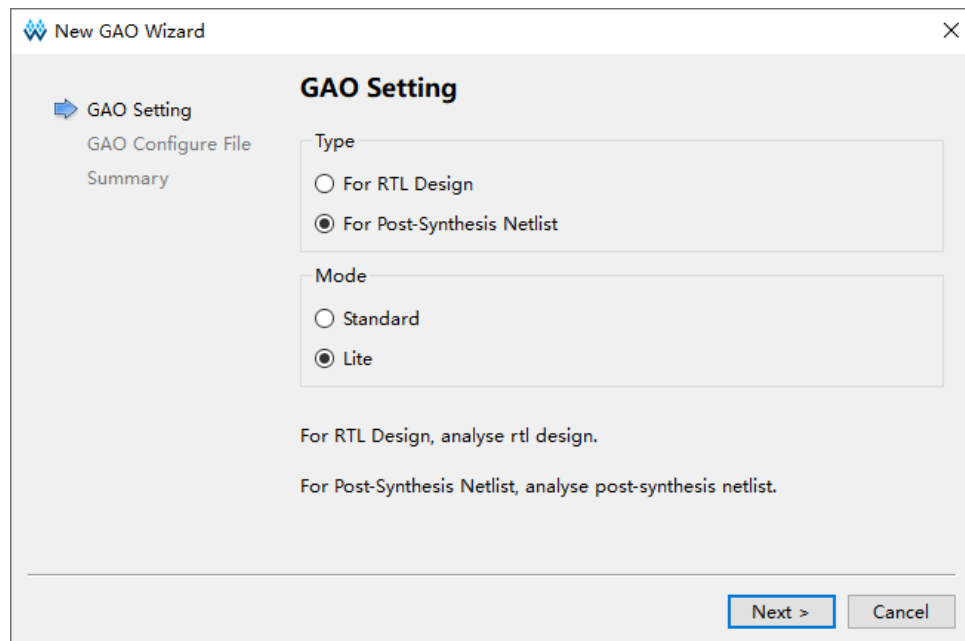 New GAO Wizard
GAO Setting
GAO Configure File
Summary
GAO Setting
Type
For RTL Design
For Post-Synthesis Netlist
Mode
Standard
Lite
For RTL Design, analyse rtl design.
For Post-Synthesis Netlist, analyse post-synthesis netlist.
Next >
Cancel